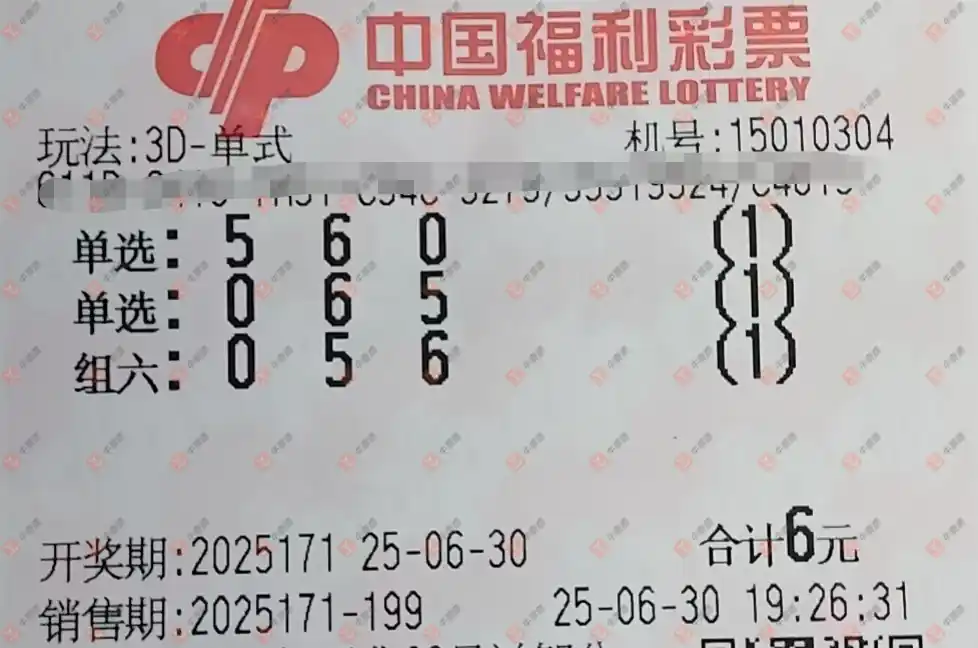 中国福利彩票
CHINA WELFARE LOTTERY
玩法:3D-单式 机号:15010304
单选: 5 6 0 (1)
单选: 0 6 5 (1)
组六: 0 5 6 (1)
开奖期:2025171 25-06-30 合计6元
销售期:2025171-199 25-06-30 19:26:31